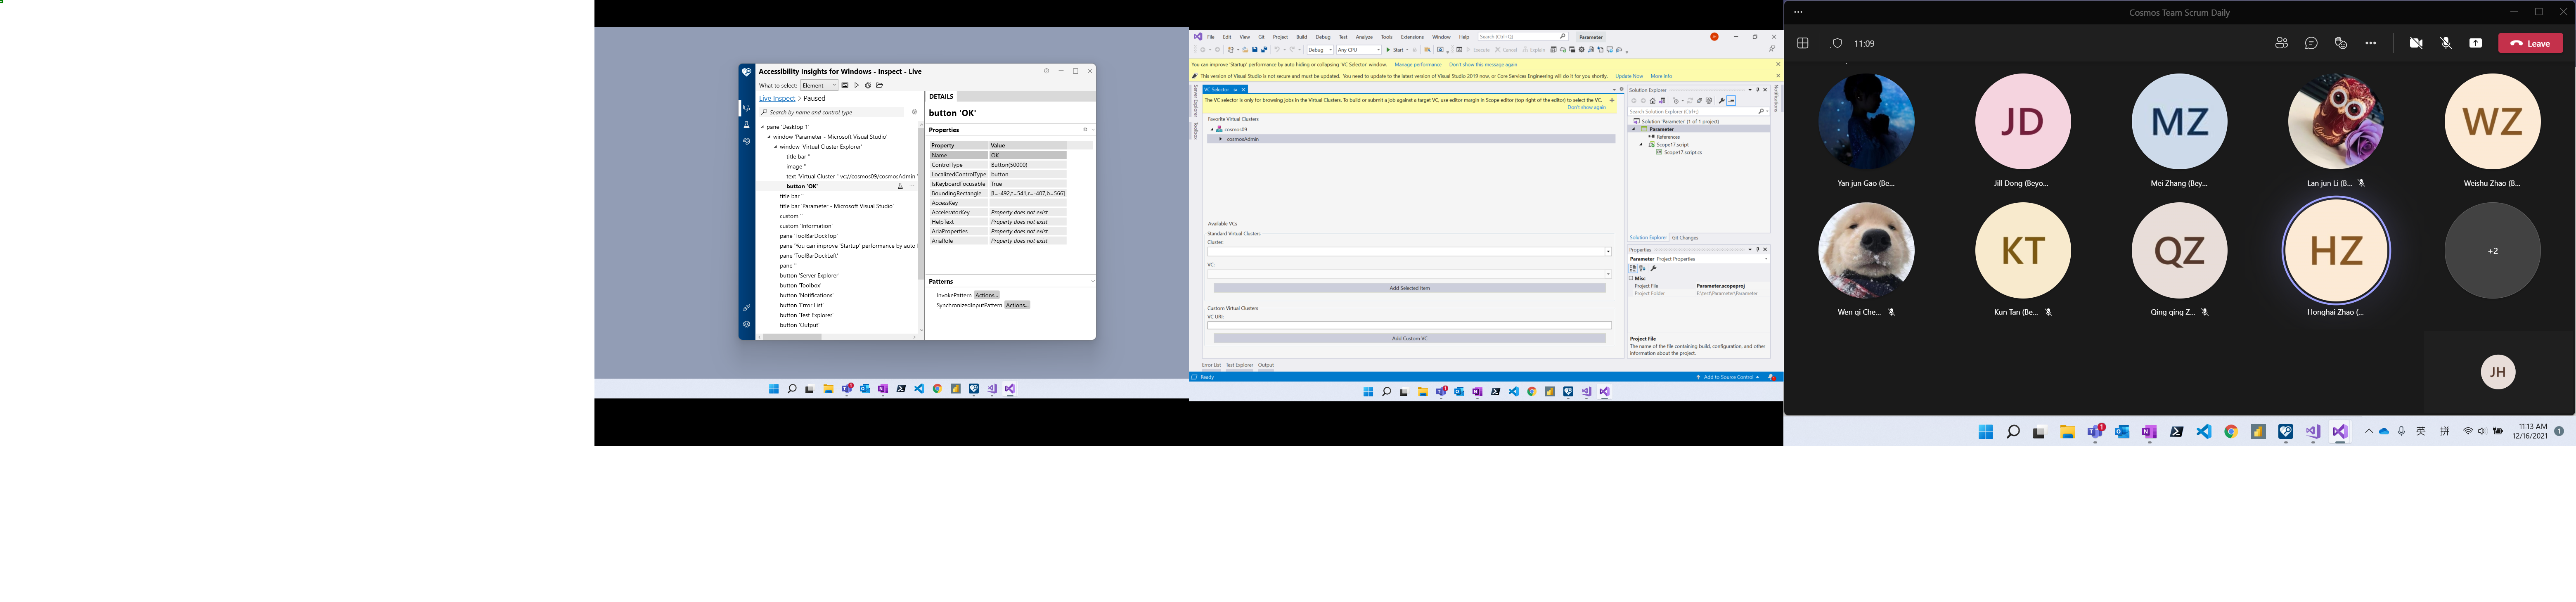 Accessibility Insights for Windows - Inspect - Live
What to select: Element
Live Inspect > Paused
Search by name and control type
pane 'Desktop 1'
window 'Parameter - Microsoft Visual Studio'
window 'Virtual Cluster Explorer'
title bar ''
image ''
text 'Virtual Cluster " vc://cosmos09/cosmosAdmin
button 'OK'
title bar ''
title bar 'Parameter - Microsoft Visual Studio'
custom ''
custom 'Information'
pane 'ToolBarDockTop'
pane 'You can improve 'Startup' performance by auto
pane 'ToolBarDockLeft'
pane ''
button 'Server Explorer'
button 'Toolbox'
button 'Notifications'
button 'Error List'
button 'Test Explorer'
button 'Output'
DETAILS
button 'OK'
Properties
Property Value
Name OK
ControlType Button(50000)
LocalizedControlType button
IsKeyboardFocusable True
BoundingRectangle [l=-492,t=541,r=-407,b=566]
AccessKey
AcceleratorKey Property does not exist
HelpText Property does not exist
AriaProperties Property does not exist
AriaRole Property does not exist
Patterns
InvokePattern Actions...
SynchronizedInputPattern Actions...
File Edit View Git Project Build Debug Test Analyze Tools Extensions Window Help Search (Ctrl+Q) Parameter
Debug Any CPU Start Execute Cancel Explain
You can improve 'Startup' performance by auto hiding or collapsing 'VC Selector' window. Manage performance Don't show this message again
This version of Visual Studio is not secure and must be updated. You need to update to the latest version of Visual Studio 2019 now, or Core Services Engineering will do it for you shortly. Update Now More info
Server Explorer
Toolbox
VC Selector
The VC selector is only for browsing jobs in the Virtual Clusters. To build or submit a job against a target VC, use editor margin in Scope editor (top right of the editor) to select the VC
Don't show again
Favorite Virtual Clusters
cosmos09
cosmosAdmin
Available VCs
Standard Virtual Clusters
Cluster:
VC:
Add Selected Item
Custom Virtual Clusters
VC URI:
Add Custom VC
Error List Test Explorer Output
Ready
Add to Source Control
Solution Explorer
Search Solution Explorer (Ctrl+;)
Solution 'Parameter' (1 of 1 project)
Parameter
References
Scope17.script
Scope17.script.cs
Solution Explorer Git Changes
Properties
Parameter Project Properties
Misc
Project File Parameter.scopeproj
Project Folder E:\test\Parameter\Parameter
Project File
The name of the file containing build, configuration, and other
information about the project.
Notifications
Cosmos Team Scrum Daily
11:09
Leave
JD
MZ
WZ
Yan jun Gao (Be...
Jill Dong (Beyo...
Mei Zhang (Bey...
Lan jun Li (B...
Weishu Zhao (B...
KT
QZ
HZ
+2
Wen qi Che...
Kun Tan (Be...
Qing qing Z...
Honghai Zhao (...
JH
英
拼
11:13 AM
12/16/2021
1